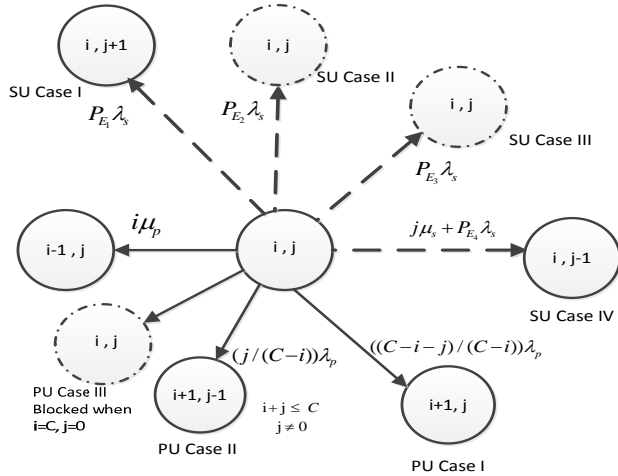 i , j+1
SU Case I
i , j
SU Case II
i , j
SU Case III
P_{E_1} λ_s
P_{E_2} λ_s
P_{E_3} λ_s
iμ_p
i-1 , j
i , j
jμ_s + P_{E_4} λ_s
i , j-1
SU Case IV
i , j
PU Case III
Blocked when
i=C, j=0
(j/(C-i))λ_p
i+1, j-1
PU Case II
i+j ≤ C
j ≠ 0
((C-i-j)/(C-i))λ_p
i+1, j
PU Case I